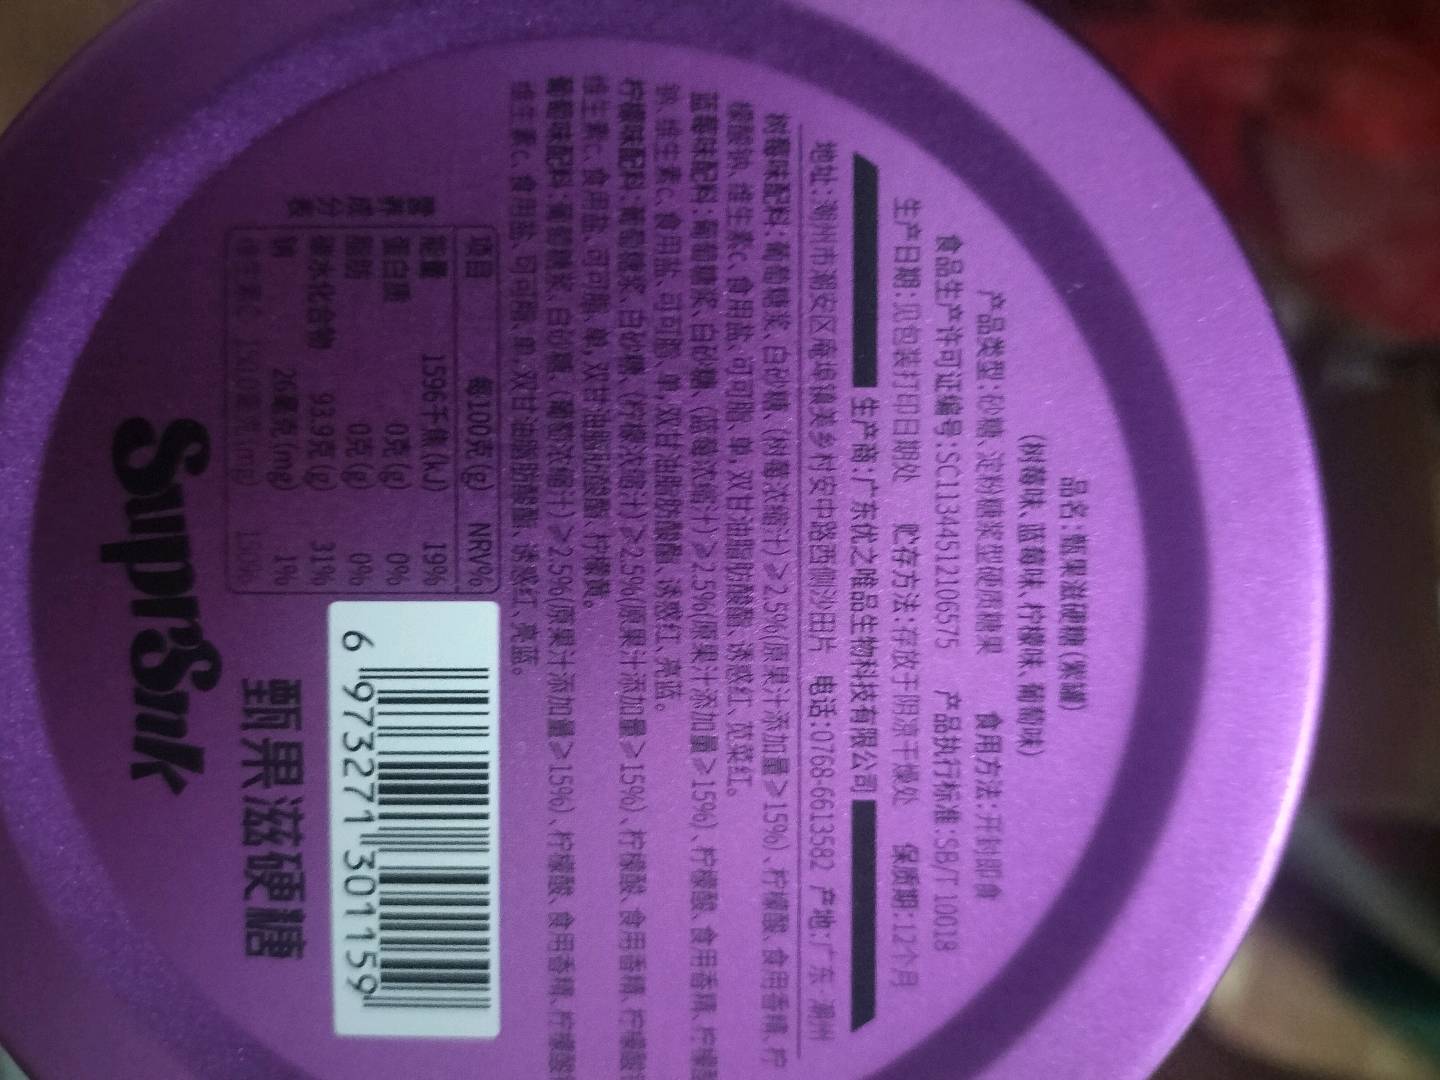 品名:甄果滋硬糖(紫罐)
(树莓味、蓝莓味、柠檬味、葡萄味)
产品类型:砂糖、淀粉糖浆型硬质糖果 食用方法:开封即食
食品生产许可证编号:SC11344512106575 产品执行标准:SB/T 10018
生产日期:见包装打印日期处 贮存方法:存放于阴凉干燥处 保质期:12个月
生产商:广东优之唯品生物科技有限公司
地址:潮州市潮安区庵埠镇美乡村安中路西侧沙田片 电话:0768-6613582 产地:广东·潮州
树莓味配料:葡萄糖浆、白砂糖、(树莓浓缩汁)≥2.5%(原果汁添加量≥15%)、柠檬酸、食用香精、柠
檬酸钠、维生素c、食用盐、可可脂、单,双甘油脂肪酸酯、诱惑红、苋菜红。
蓝莓味配料:葡萄糖浆、白砂糖、(蓝莓浓缩汁)≥2.5%(原果汁添加量≥15%)、柠檬酸、食用香精、柠檬酸
钠、维生素c、食用盐、可可脂、单,双甘油脂肪酸酯、诱惑红、亮蓝。
柠檬味配料:葡萄糖浆、白砂糖、(柠檬浓缩汁)≥2.5%(原果汁添加量≥15%)、柠檬酸、食用香精、柠檬酸
维生素c、食用盐、可可脂、单,双甘油脂肪酸酯、柠檬黄。
葡萄味配料:葡萄糖浆、白砂糖、(葡萄浓缩汁)≥2.5%(原果汁添加量≥15%)、柠檬酸、食用香精、柠檬酸
维生素c、食用盐、可可脂、单,双甘油脂肪酸酯、诱惑红、亮蓝。
营养成分表
项目 每100克(g) NRV%
能量 1596千焦(kJ) 19%
蛋白质 0克(g) 0%
脂肪 0克(g) 0%
碳水化合物 93.9克(g) 31%
钠 26毫克(mg) 1%
6 973271 301159
SuprSnk
甄果滋硬糖